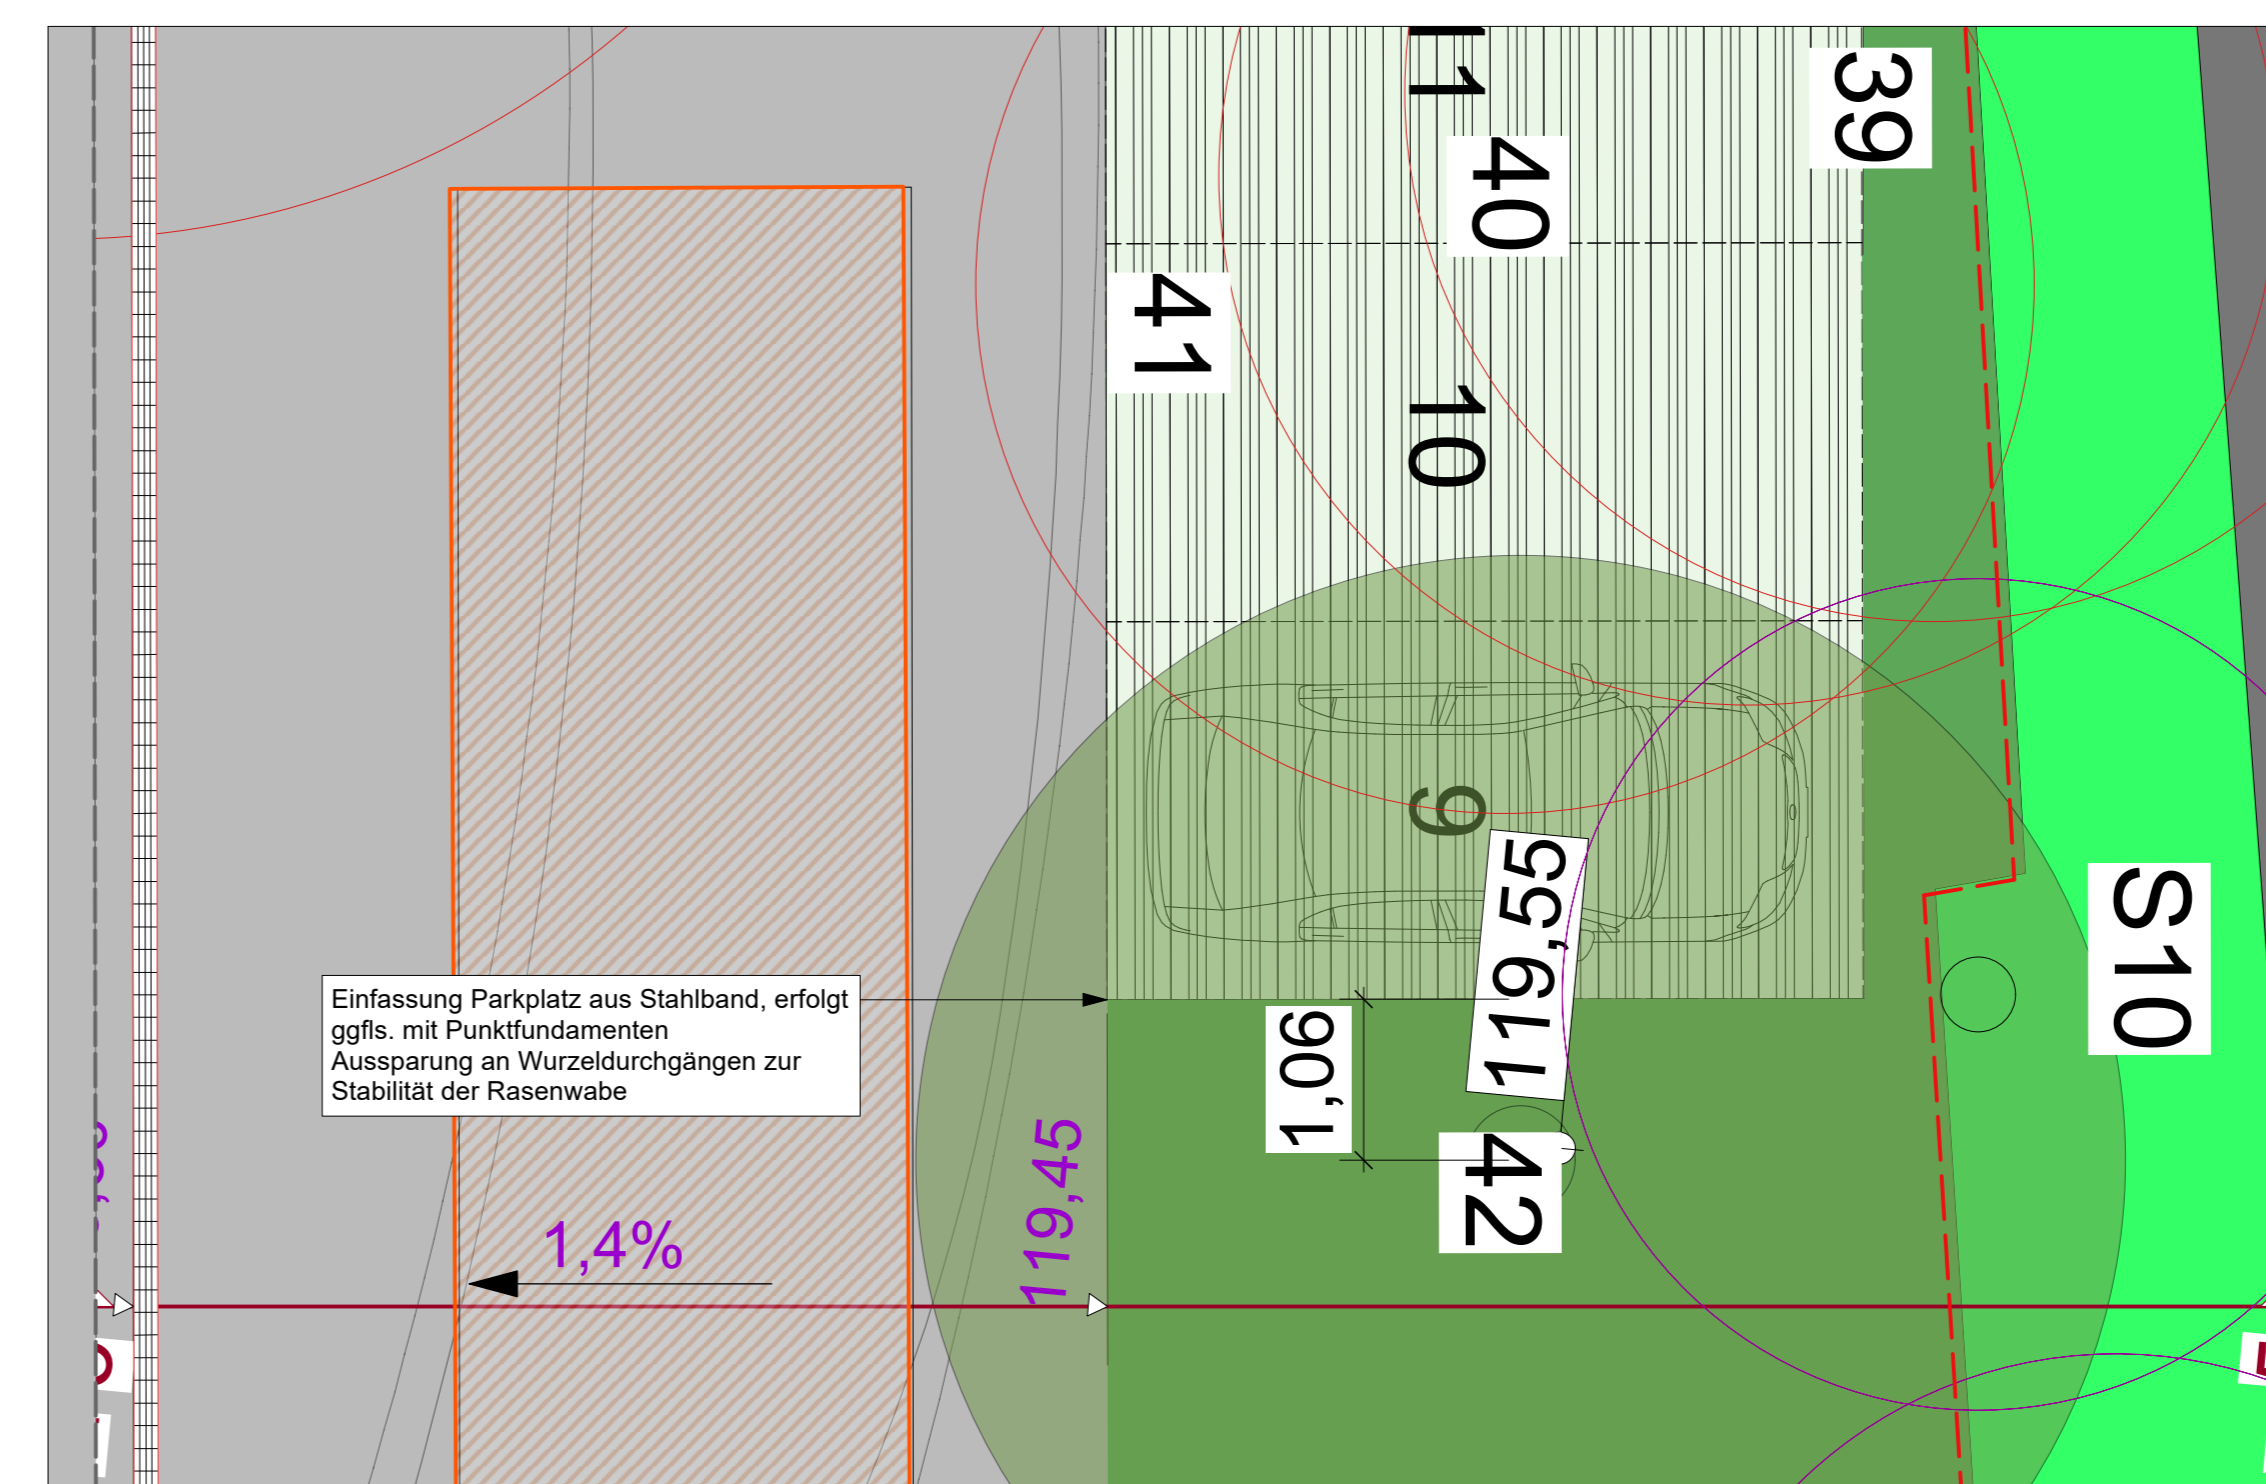 11
39
40
41
10
9
119,55
S10
Einfassung Parkplatz aus Stahlband, erfolgt
ggfls. mit Punktfundamenten
Aussparung an Wurzeldurchgängen zur
Stabilität der Rasenwabe
1,06
119,45
42
1,4%